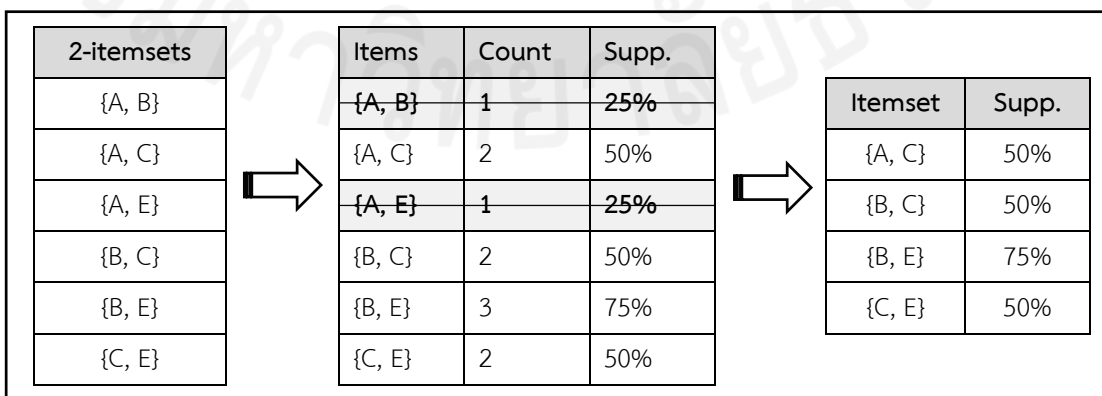 2-itemsets
{A, B}
{A, C}
{A, E}
{B, C}
{B, E}
{C, E}
Items Count Supp.
{A, B} 1 25%
{A, C} 2 50%
{A, E} 1 25%
{B, C} 2 50%
{B, E} 3 75%
{C, E} 2 50%
Itemset Supp.
{A, C} 50%
{B, C} 50%
{B, E} 75%
{C, E} 50%